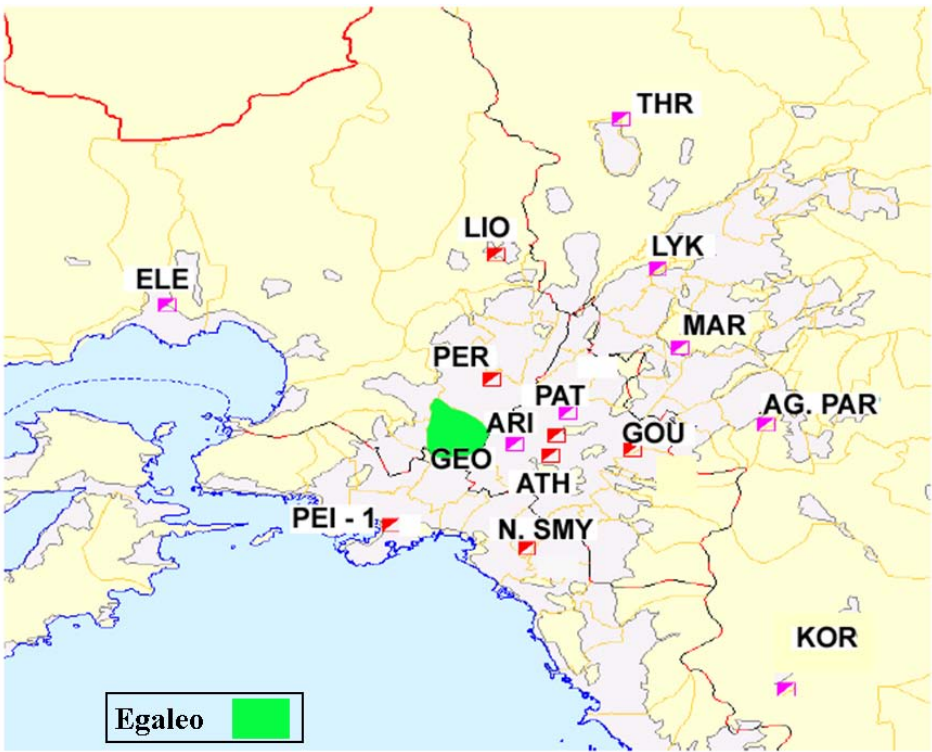 THR
LIO
LYK
ELE
MAR
PER
PAT
AG. PAR
ARI
GOU
GEO
ATH
PEI - 1
N. SMY
KOR
Egaleo